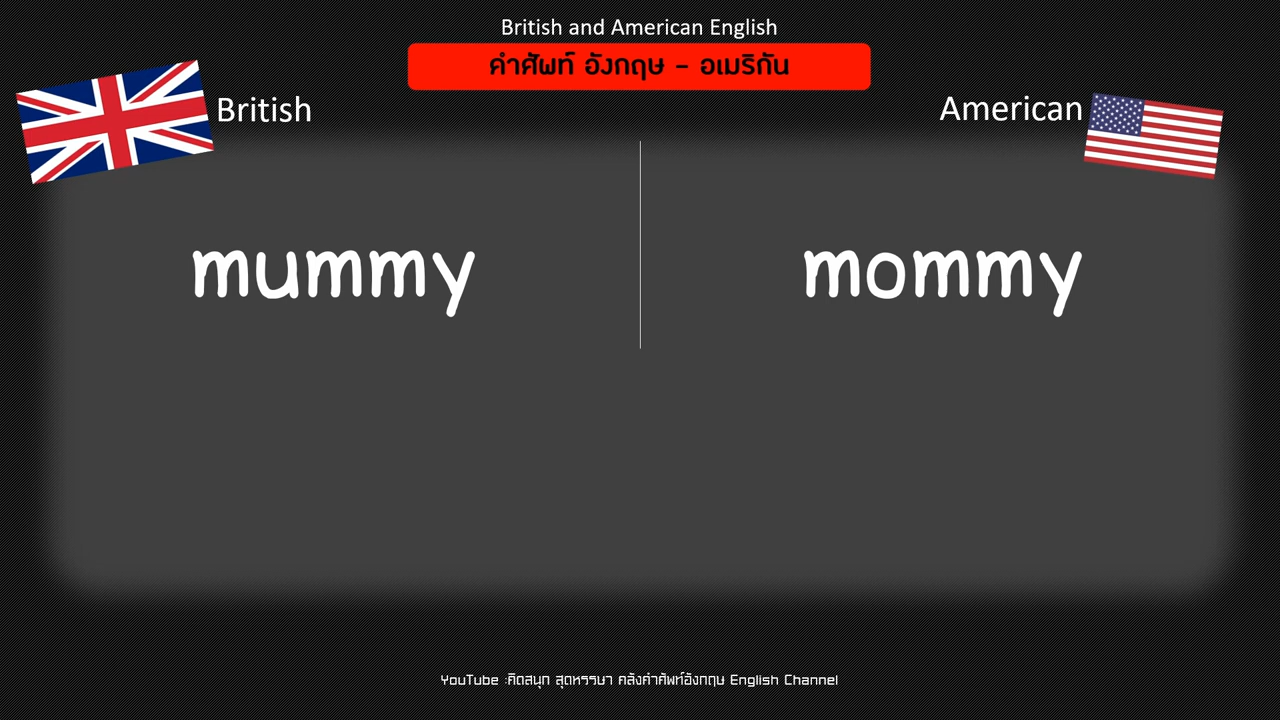 British and American English
คำศัพท์ อังกฤษ - อเมริกัน
British
American
mummy
mommy
YouTube :คิดสนุก สุดหรรษา คลังคำศัพท์อังกฤษ English Channel